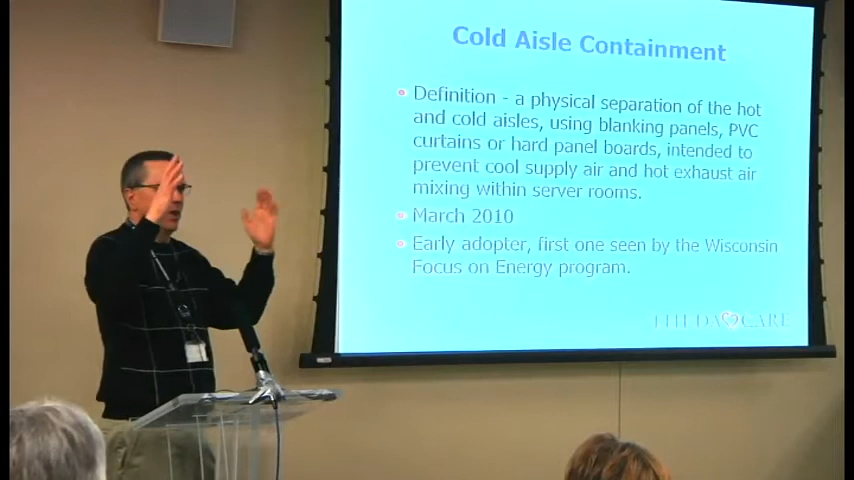 Cold Aisle Containment
Definition - a physical separation of the hot
and cold aisles, using blanking panels, PVC
curtains or hard panel boards, intended to
prevent cool supply air and hot exhaust air
mixing within server rooms.
March 2010
Early adopter, first one seen by the Wisconsin
Focus on Energy program.
THEDA CARE